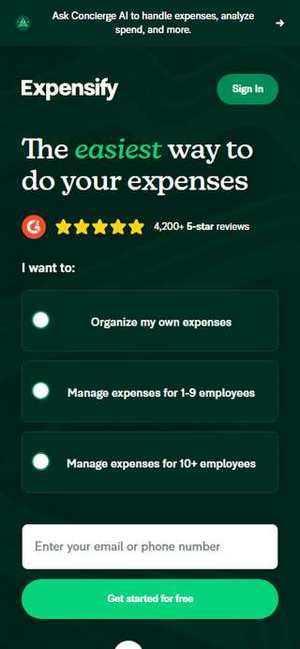 Ask Concierge AI to handle expenses, analyze
spend, and more.
Expensify
Sign In
The easiest way to
do your expenses
4,200+ 5-star reviews
I want to:
Organize my own expenses
Manage expenses for 1-9 employees
Manage expenses for 10+ employees
Enter your email or phone number
Get started for free